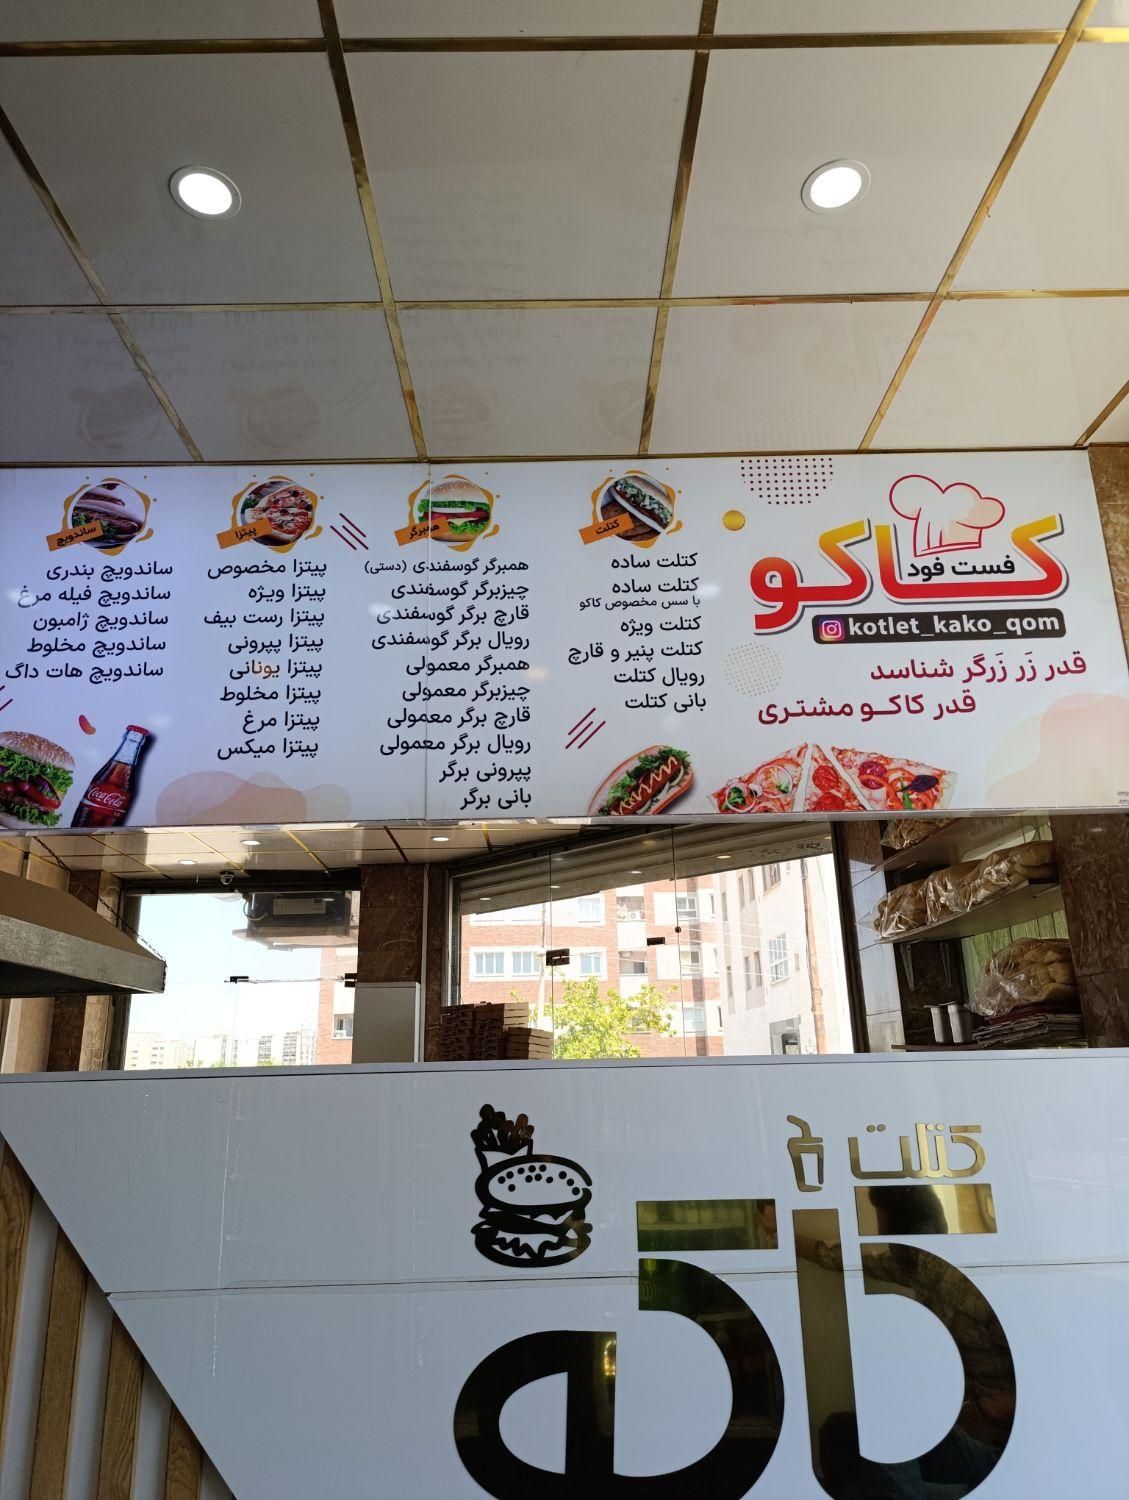 کاکو
فست فود
kotlet_kako_qom
قدر زَر زَرگر شناسد
قدر کاکـو مشتری
کتلت
کتلت ساده
کتلت ساده
با سس مخصوص کاکو
کتلت ویژه
کتلت پنیر و قارچ
رویال کتلت
بانی کتلت
همبرگر
همبرگر گوسفندی (دستی)
چیزبرگر گوسفندی
قارچ برگر گوسفندی
رویال برگر گوسفندی
همبرگر معمولی
چیزبرگر معمولی
قارچ برگر معمولی
رویال برگر معمولی
پپرونی برگر
بانی برگر
پیتزا
پیتزا مخصوص
پیتزا ویژه
پیتزا رست بیف
پیتزا پپرونی
پیتزا یونانی
پیتزا مخلوط
پیتزا مرغ
پیتزا میکس
ساندویچ
ساندویچ بندری
ساندویچ فیله مرغ
ساندویچ ژامبون
ساندویچ مخلوط
ساندویچ هات داگ
Coca-Cola
کتلت
کاکو